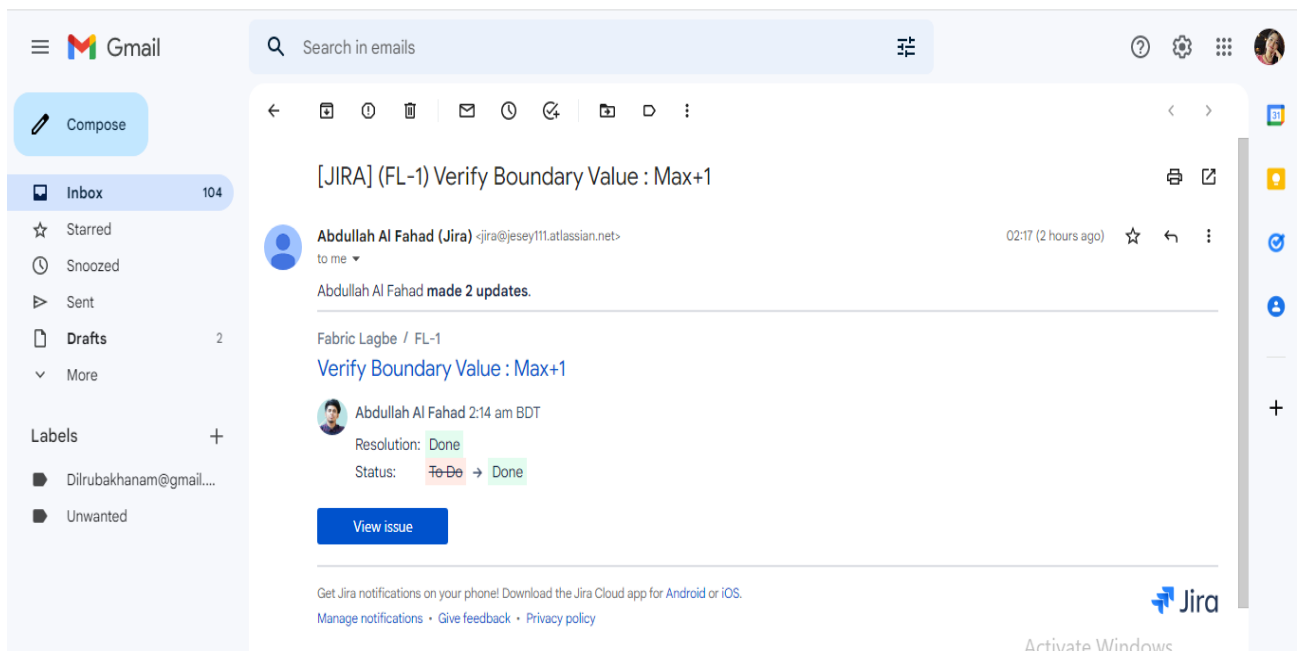 Gmail
Search in emails
Compose
Inbox 104
Starred
Snoozed
Sent
Drafts 2
More
Labels
Dilrubakhanam@gmail....
Unwanted
[JIRA] (FL-1) Verify Boundary Value : Max+1
Abdullah Al Fahad (Jira) <jira@jesey111.atlassian.net> 02:17 (2 hours ago)
to me
Abdullah Al Fahad made 2 updates.
Fabric Lagbe / FL-1
Verify Boundary Value : Max+1
Abdullah Al Fahad 2:14 am BDT
Resolution: Done
Status: To Do → Done
View issue
Get Jira notifications on your phone! Download the Jira Cloud app for Android or iOS.
Manage notifications • Give feedback • Privacy policy
Jira
31
Activate Windows